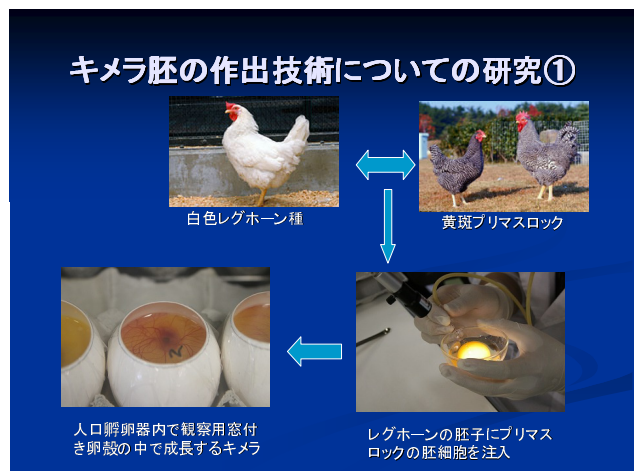 キメラ胚の作出技術についての研究①
白色レグホーン種
黄斑プリマスロック
人口孵卵器内で観察用窓付
き卵殻の中で成長するキメラ
レグホーンの胚子にプリマス
ロックの胚細胞を注入